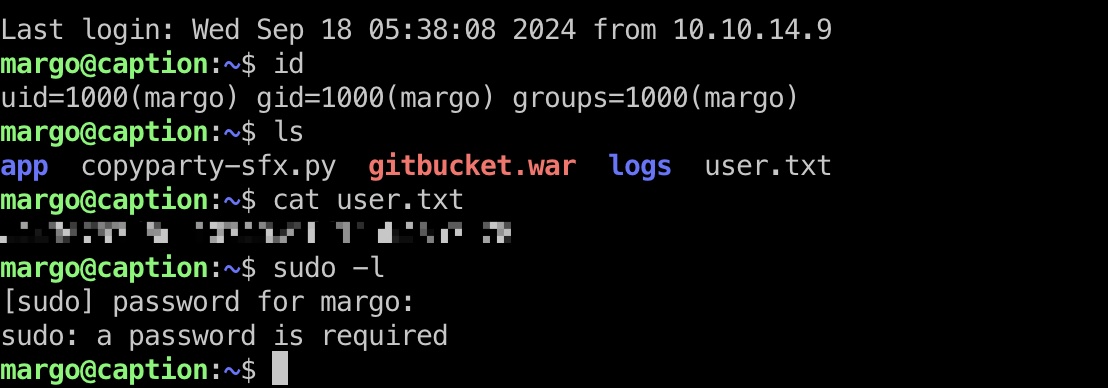 Last login: Wed Sep 18 05:38:08 2024 from 10.10.14.9
margo@caption:~$ id
uid=1000(margo) gid=1000(margo) groups=1000(margo)
margo@caption:~$ ls
app  copyparty-sfx.py  gitbucket.war  logs  user.txt
margo@caption:~$ cat user.txt
margo@caption:~$ sudo -l
[sudo] password for margo:
sudo: a password is required
margo@caption:~$